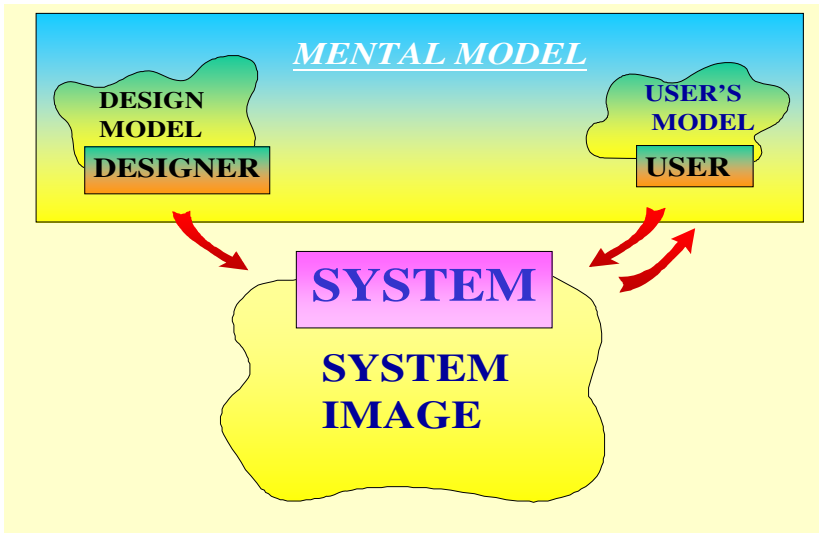 MENTAL MODEL
DESIGN
MODEL
DESIGNER
USER'S
MODEL
USER
SYSTEM
SYSTEM
IMAGE